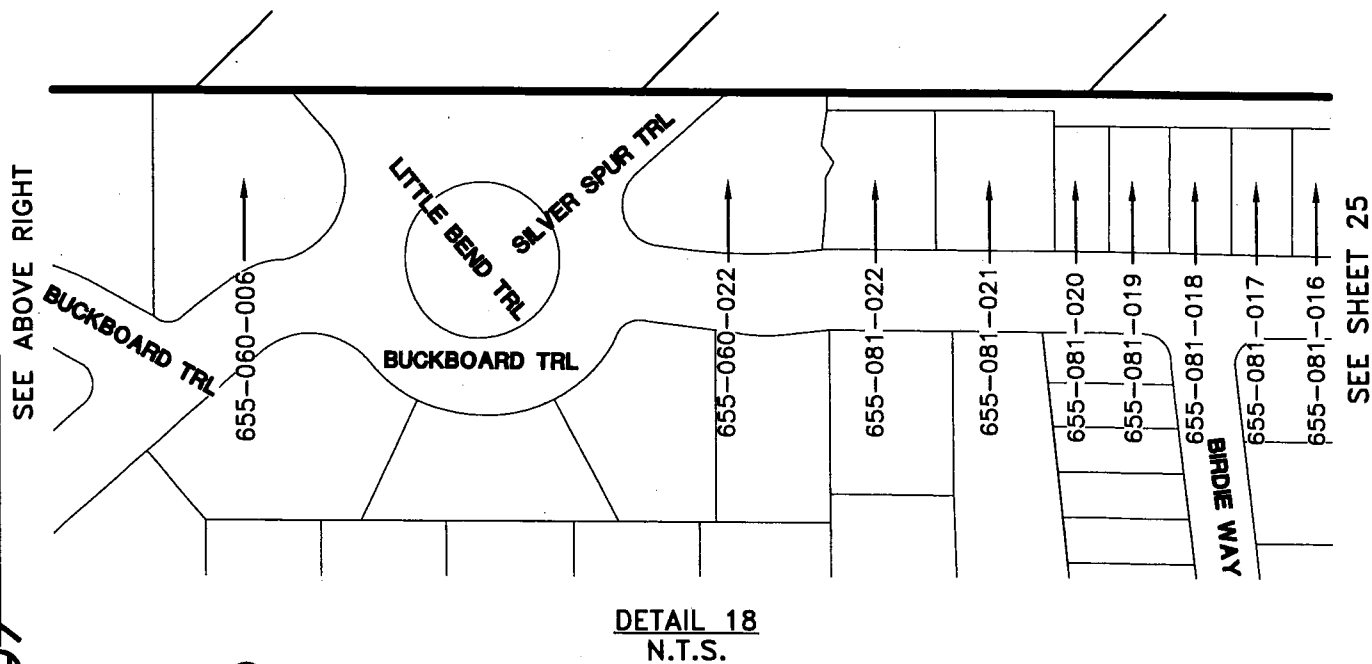 SEE ABOVE RIGHT
LITTLE BEND TRL
SILVER SPUR TRL
BUCKBOARD TRL
BUCKBOARD TRL
655-060-006
655-060-022
655-081-022
655-081-021
655-081-020
655-081-019
655-081-018
655-081-017
655-081-016
BIRDIE WAY
SEE SHEET 25
DETAIL 18
N.T.S.